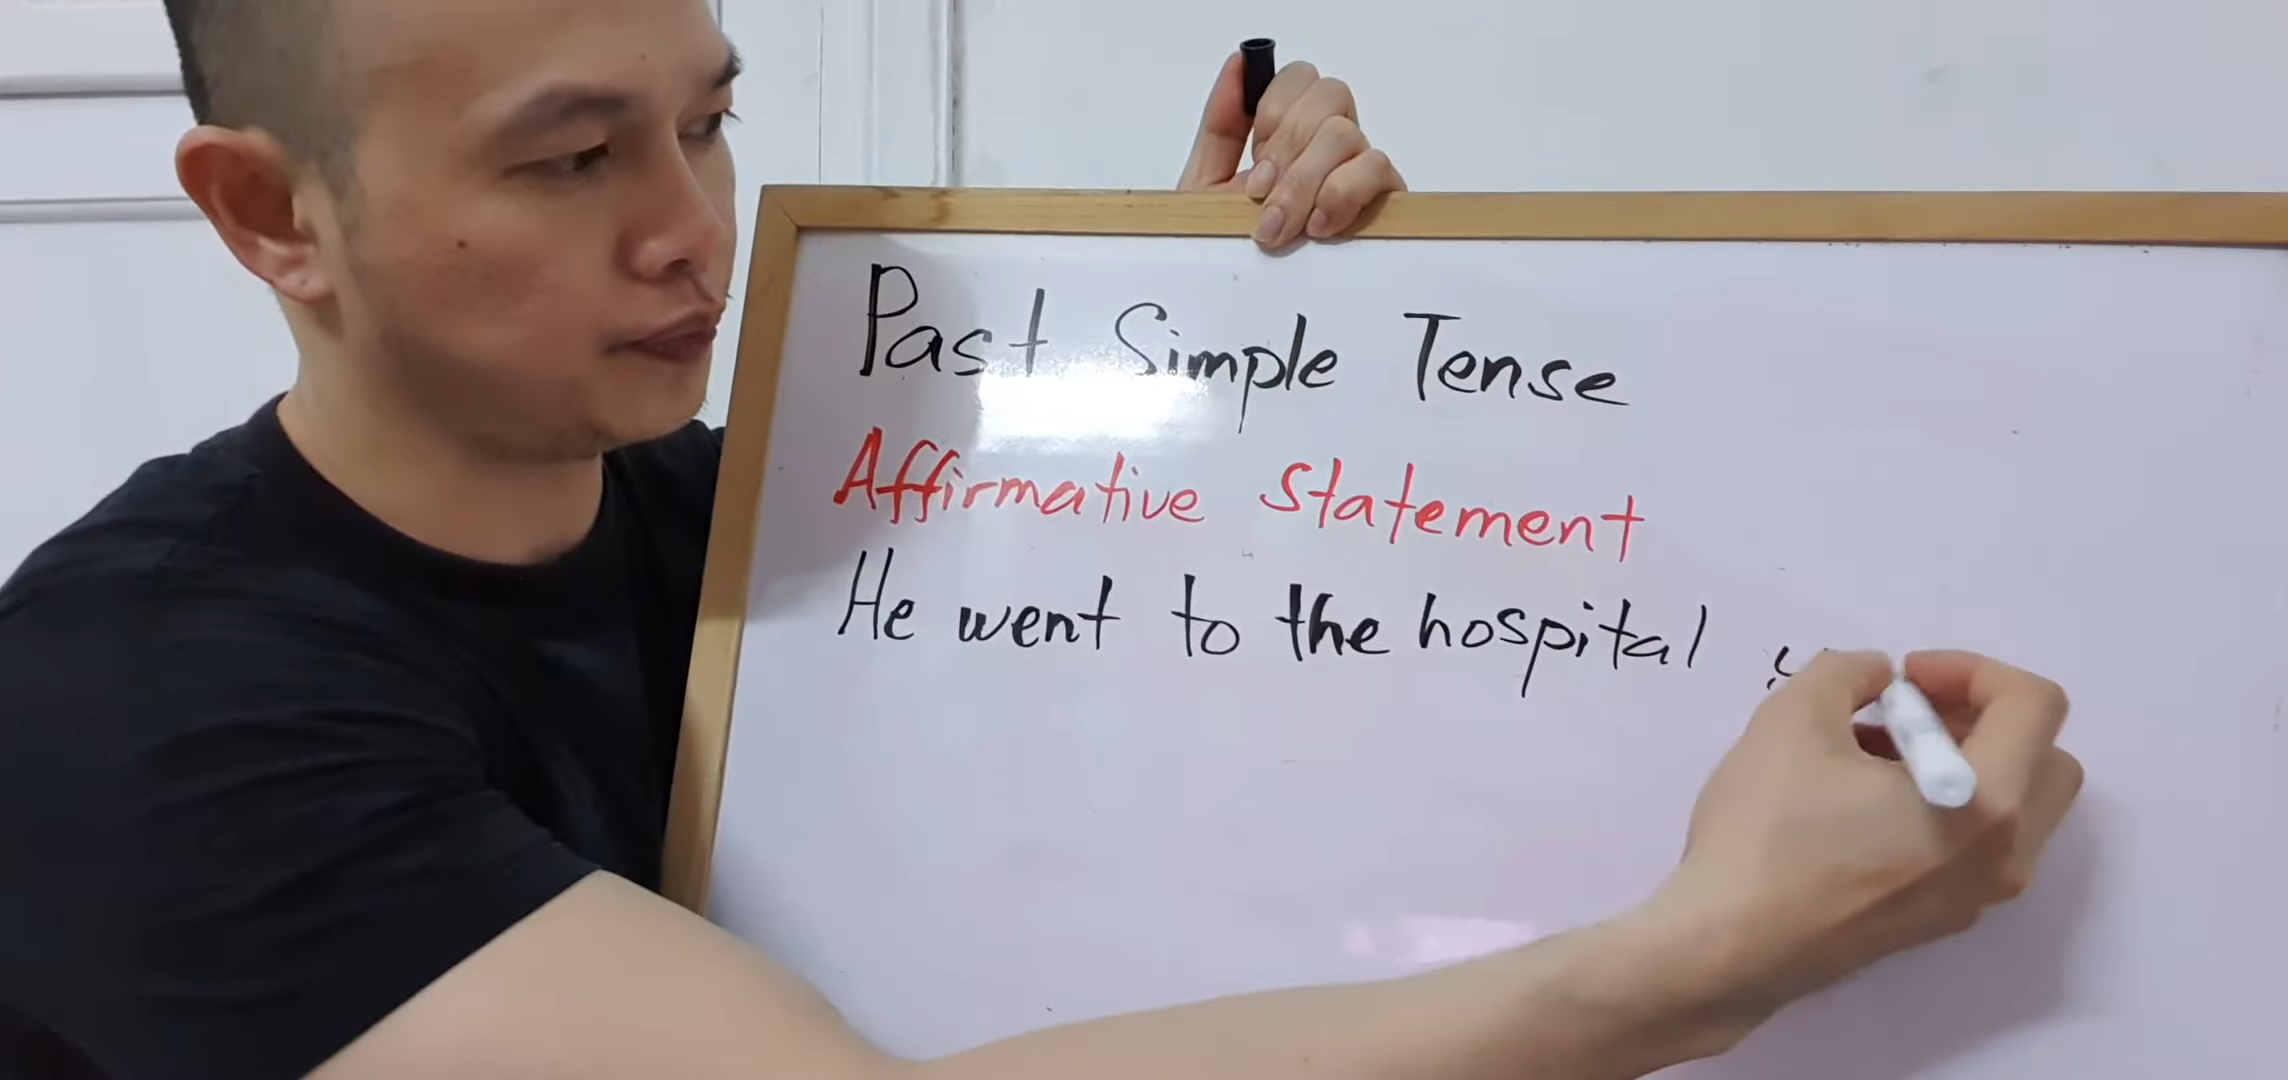 Past Simple Tense
Affirmative Statement
He went to the hospital